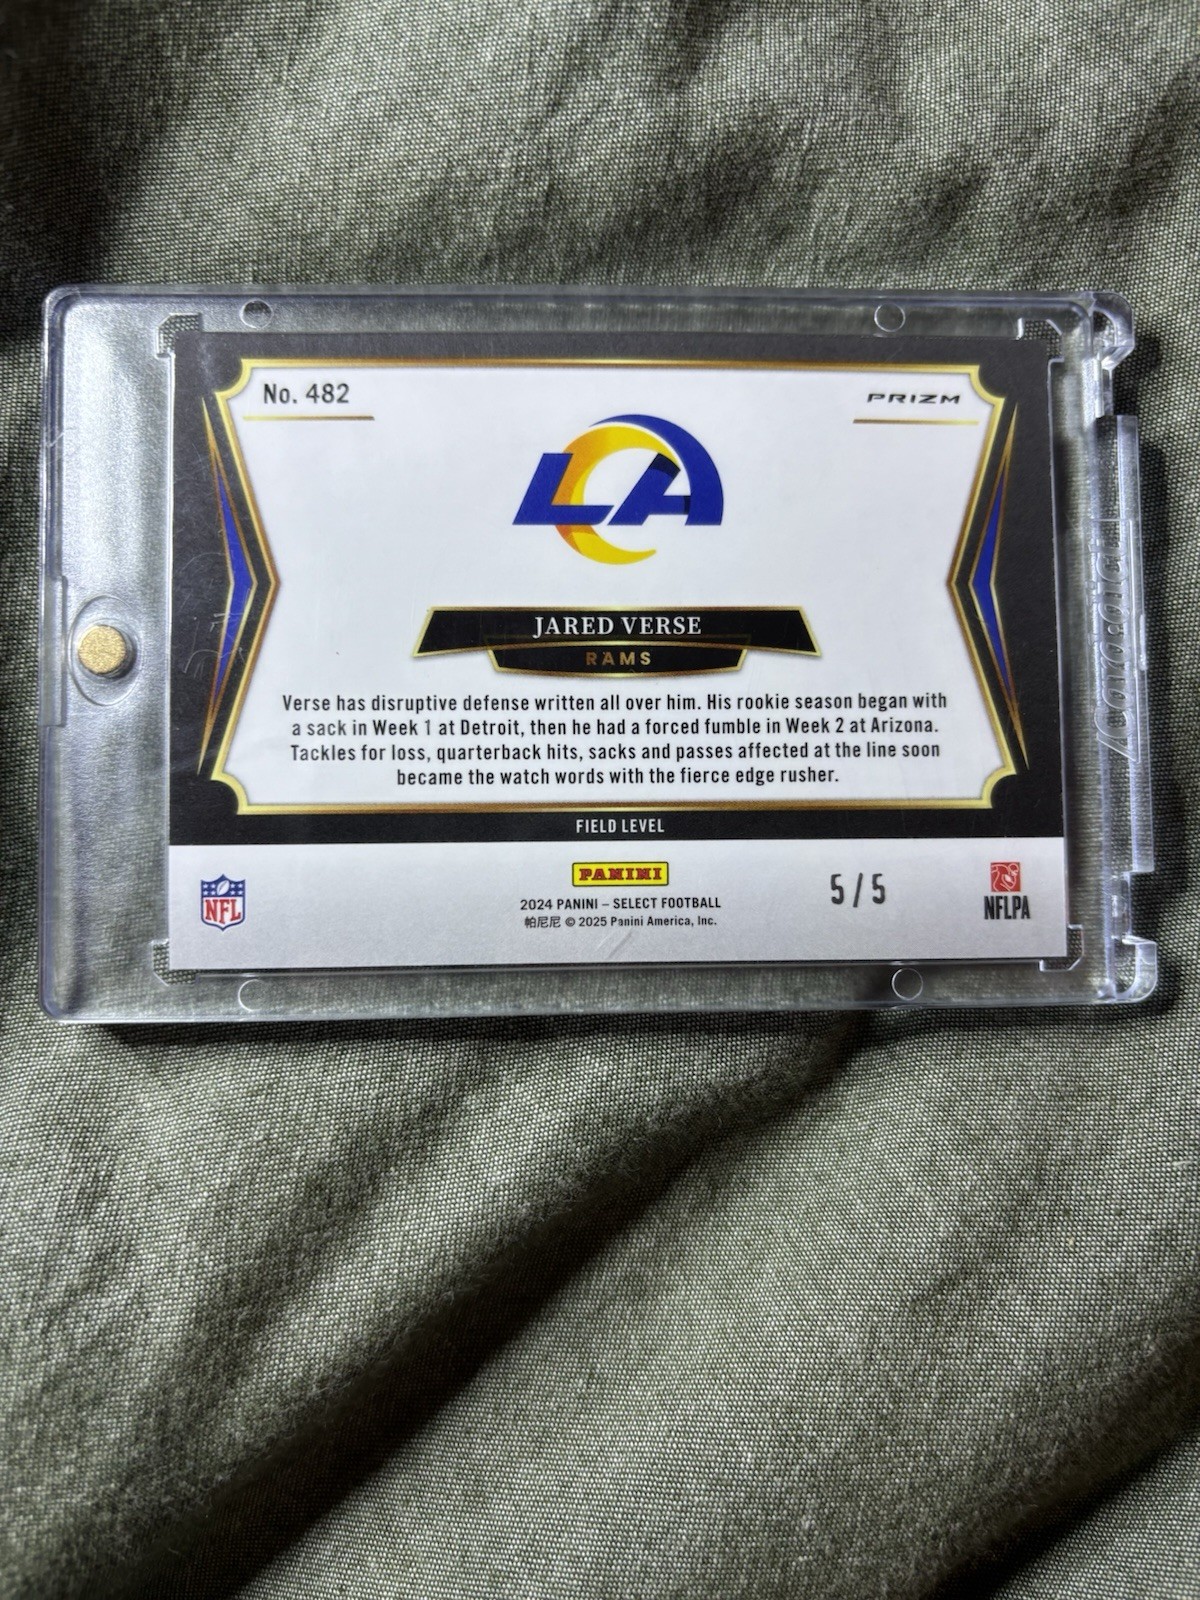 No. 482
PRIZM
LA
JARED VERSE
RAMS
Verse has disruptive defense written all over him. His rookie season began with
a sack in Week 1 at Detroit, then he had a forced fumble in Week 2 at Arizona.
Tackles for loss, quarterback hits, sacks and passes affected at the line soon
became the watch words with the fierce edge rusher.
FIELD LEVEL
NFL
PANINI
2024 PANINI – SELECT FOOTBALL
帕尼尼 © 2025 Panini America, Inc.
5/5
NFLPA